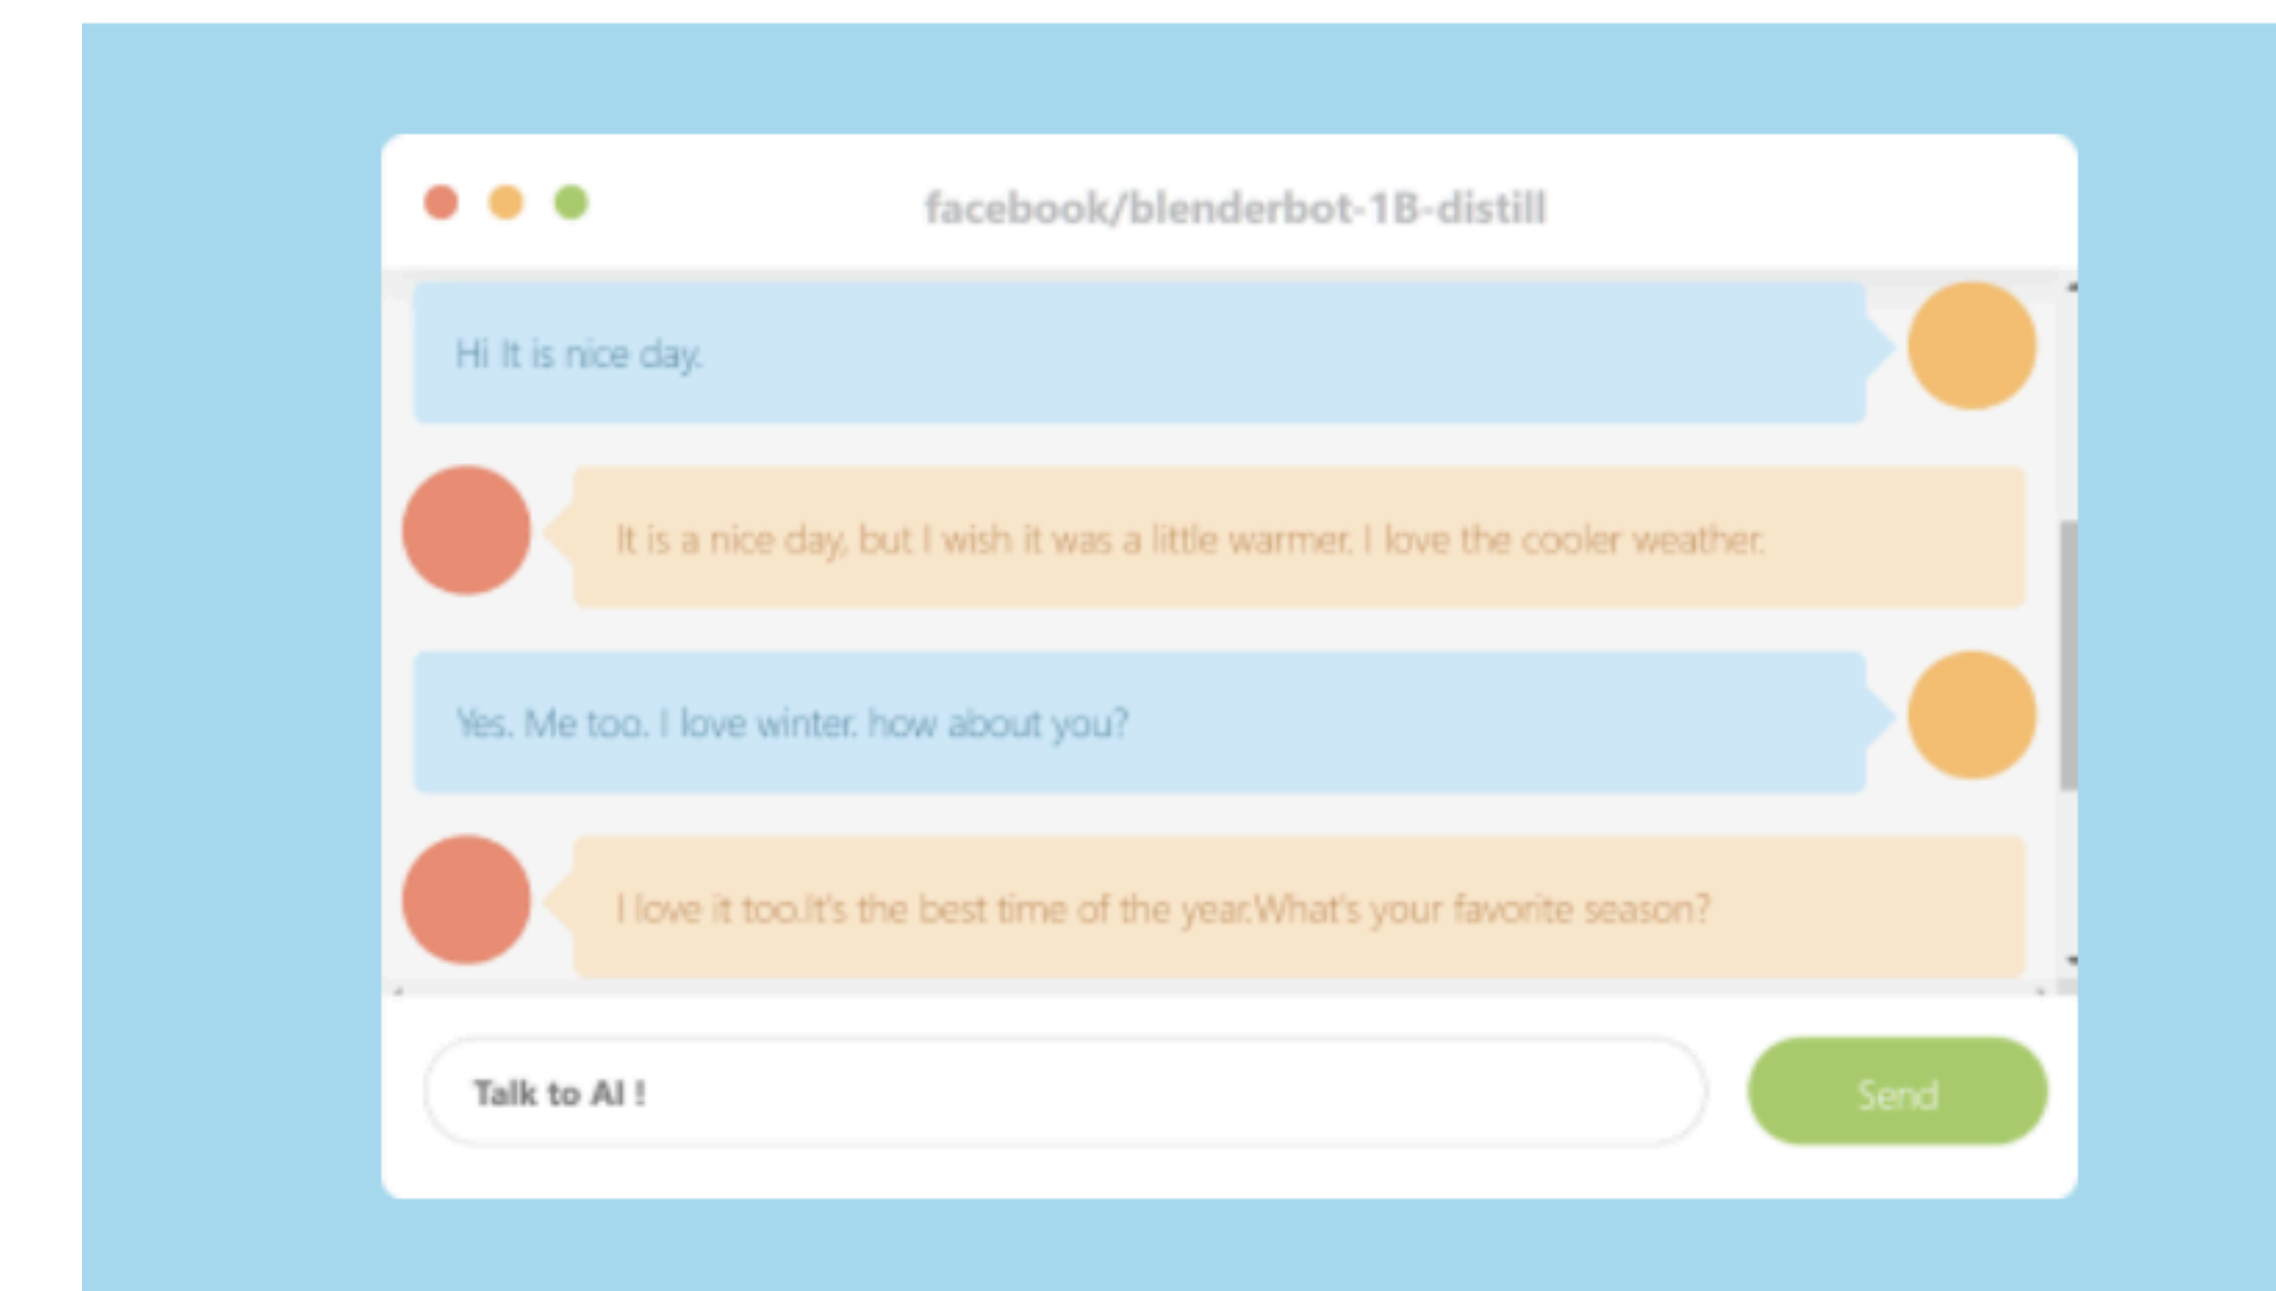 facebook/blenderbot-1B-distill
Hi It is nice day.
It is a nice day, but I wish it was a little warmer. I love the cooler weather.
Yes. Me too. I love winter. how about you?
I love it too.It's the best time of the year.What's your favorite season?
Talk to AI !
Send